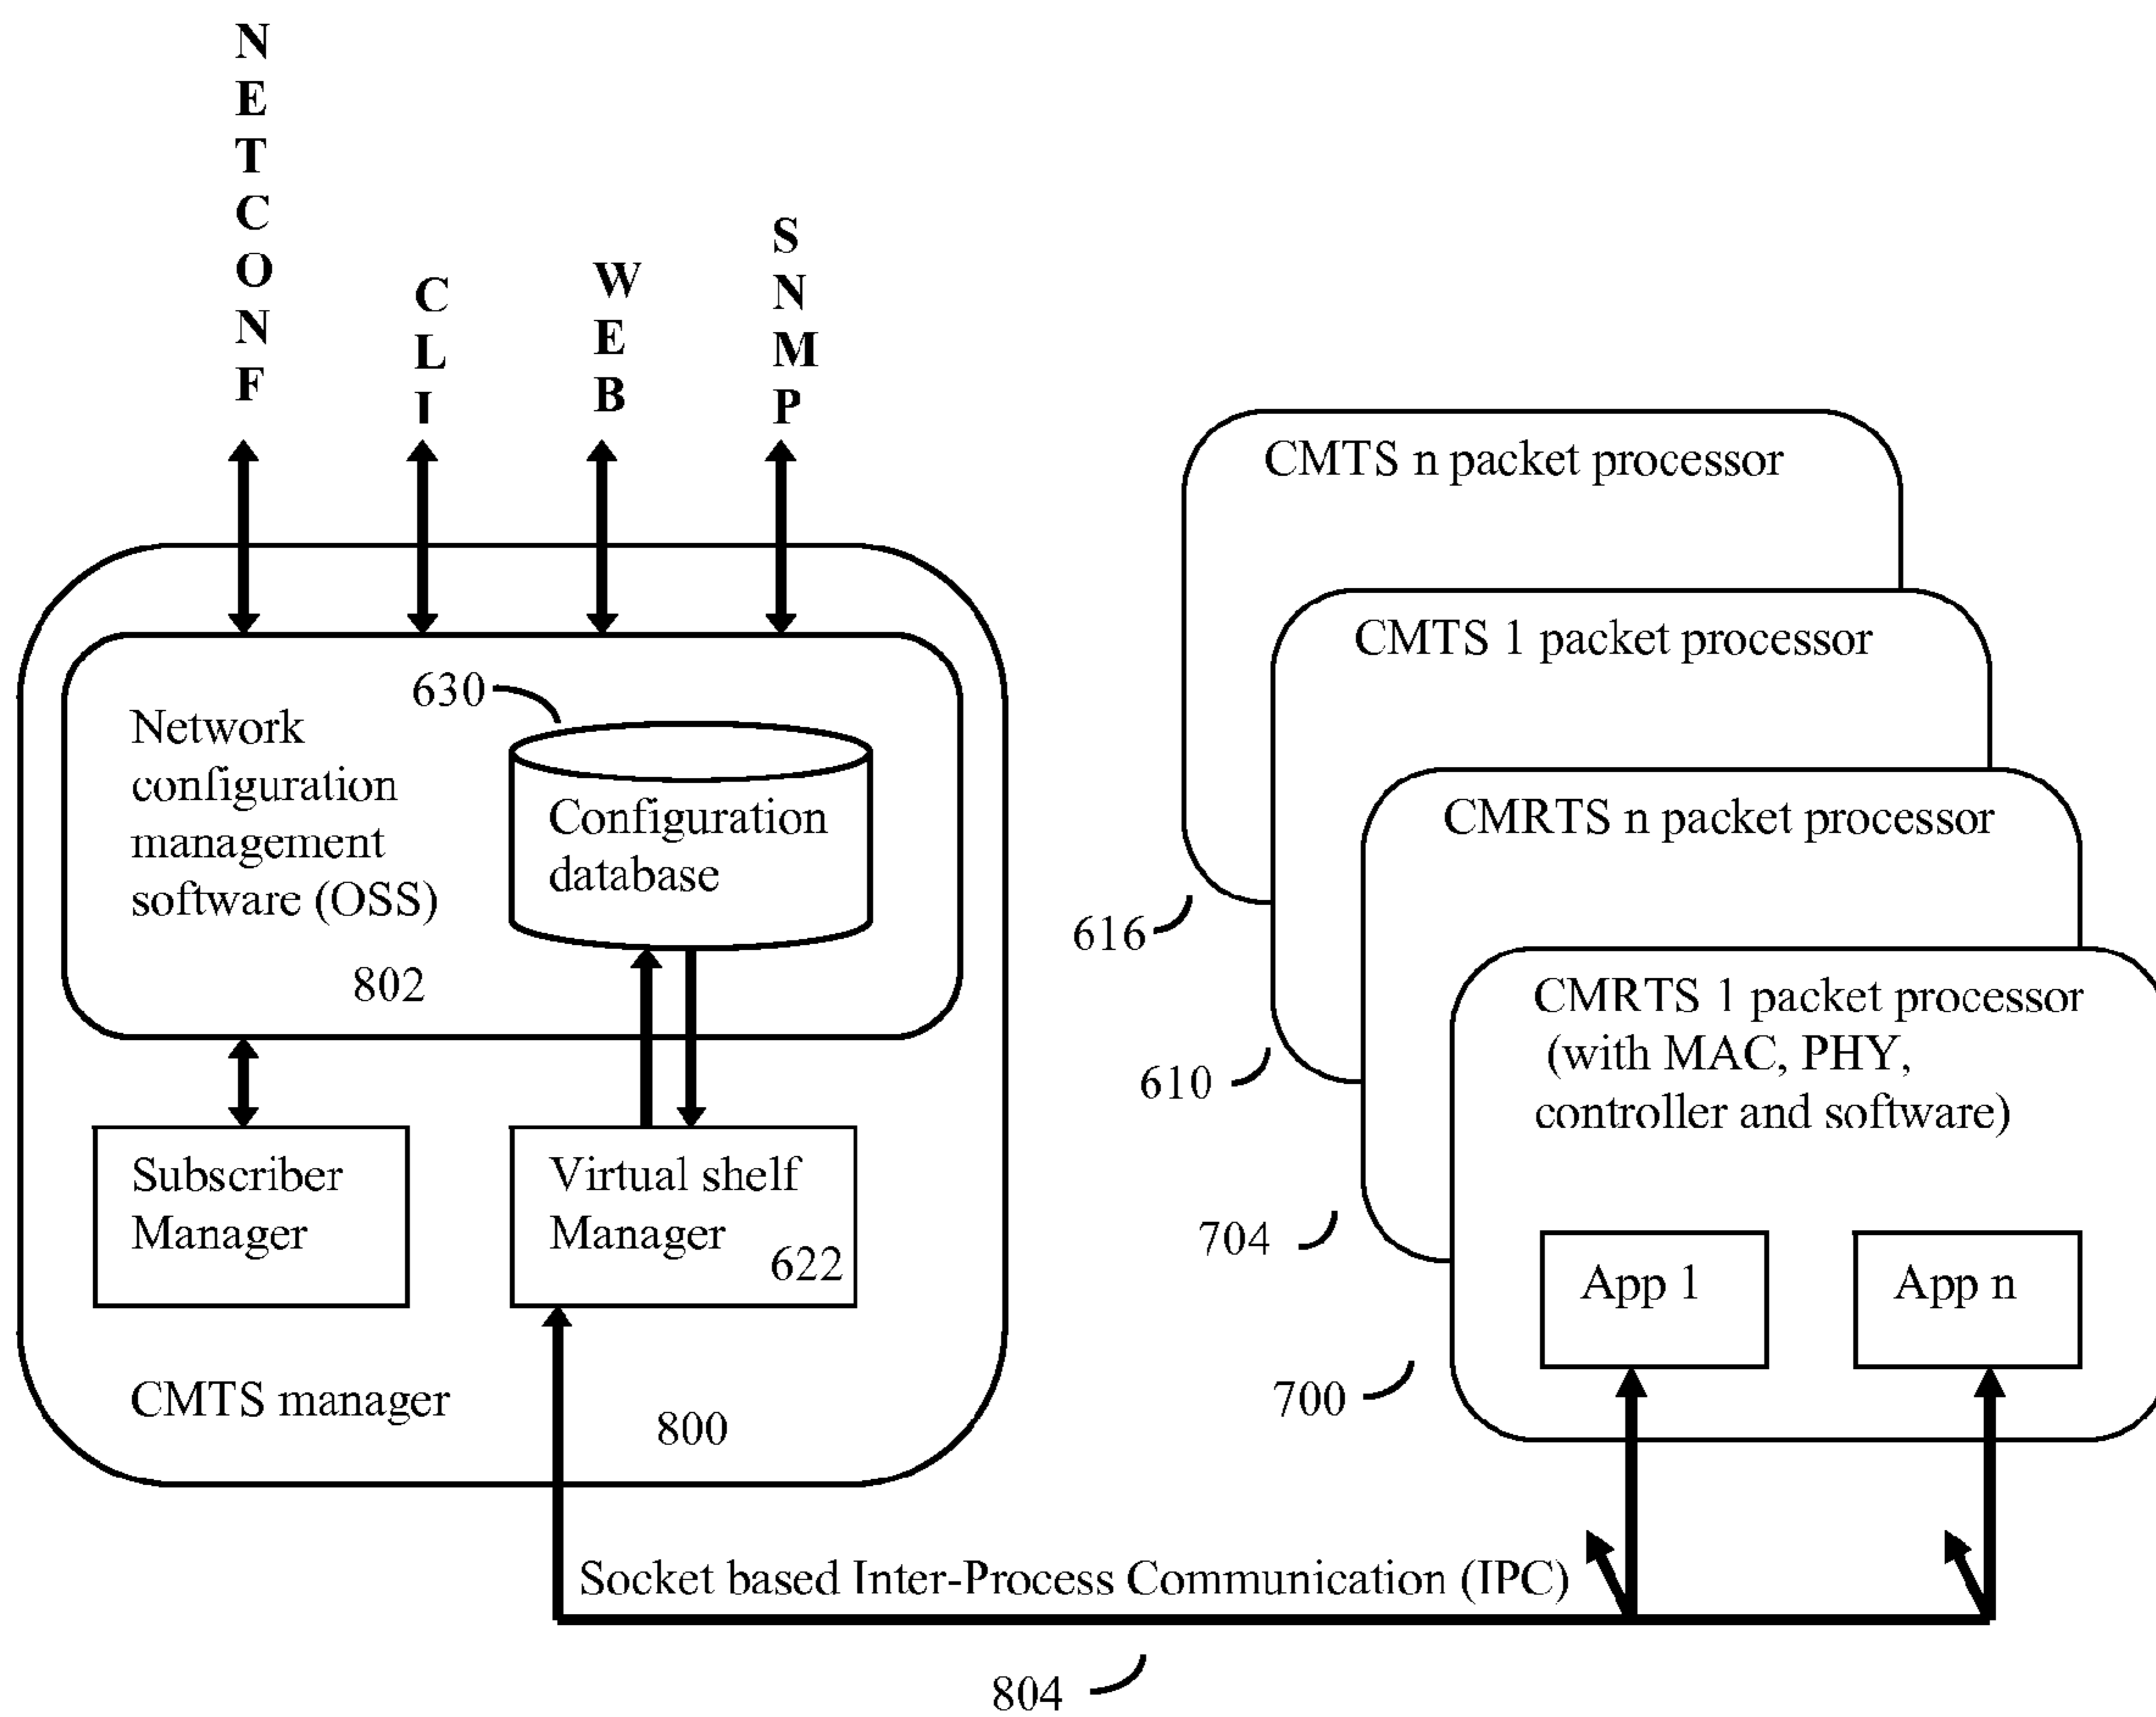 NETCONF
CLI
WEB
SNMP
630
Network
configuration
management
software (OSS)
802
Configuration
database
Subscriber
Manager
Virtual shelf
Manager
622
CMTS manager
800
CMTS n packet processor
616
CMTS 1 packet processor
610
CMRTS n packet processor
704
CMRTS 1 packet processor
(with MAC, PHY,
controller and software)
700
App 1
App n
Socket based Inter-Process Communication (IPC)
804